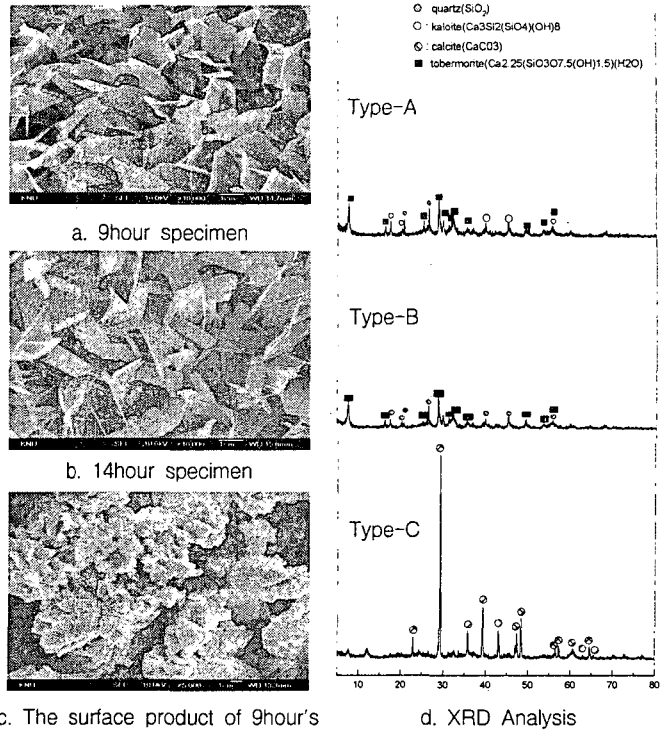 quartz(SiO2)
kaloite(Ca3SI2(SiO4)(OH)8
calcite(CaC03)
tobermorite(Ca2.25(SiO3O7.5(OH)1.5)(H2O)
Type-A
Type-B
Type-C
10 20 30 40 50 60 70 80
a. 9hour specimen
b. 14hour specimen
c. The surface product of 9hour's
d. XRD Analysis